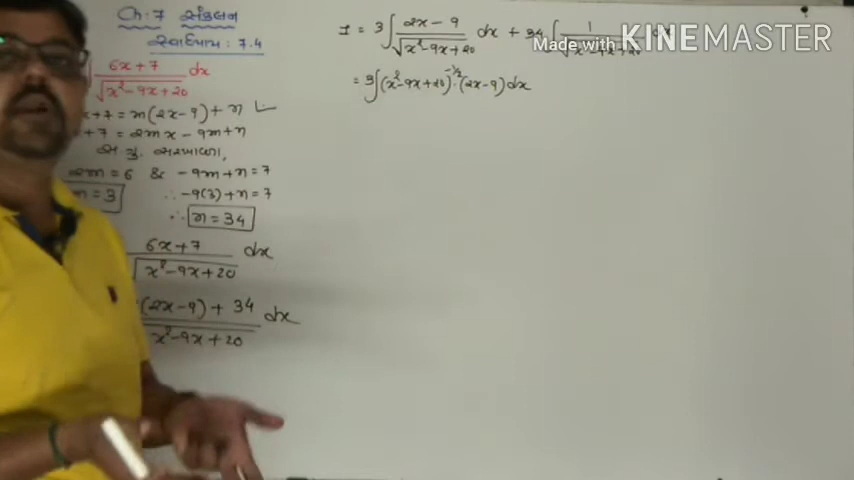 Ch: 7 સંકલન
સ્વાધ્યાય : 7.4
∫ 6x+7 / √x²-9x+20 dx
x+7 = m(2x-9)+n
+7 = 2mx - 9m+n
2m = 6 & -9m+n = 7
m = 3 ∴ -9(3)+n = 7
∴ n = 34
6x+7 / √x²-9x+20 dx
(2x-9) + 34 / x²-9x+20 dx
I = 3∫ 2x-9 / √x²-9x+20 dx + 34 ∫ 1
= 3∫(x²-9x+20)^-1/2 · (2x-9) dx
Made with KINEMASTER